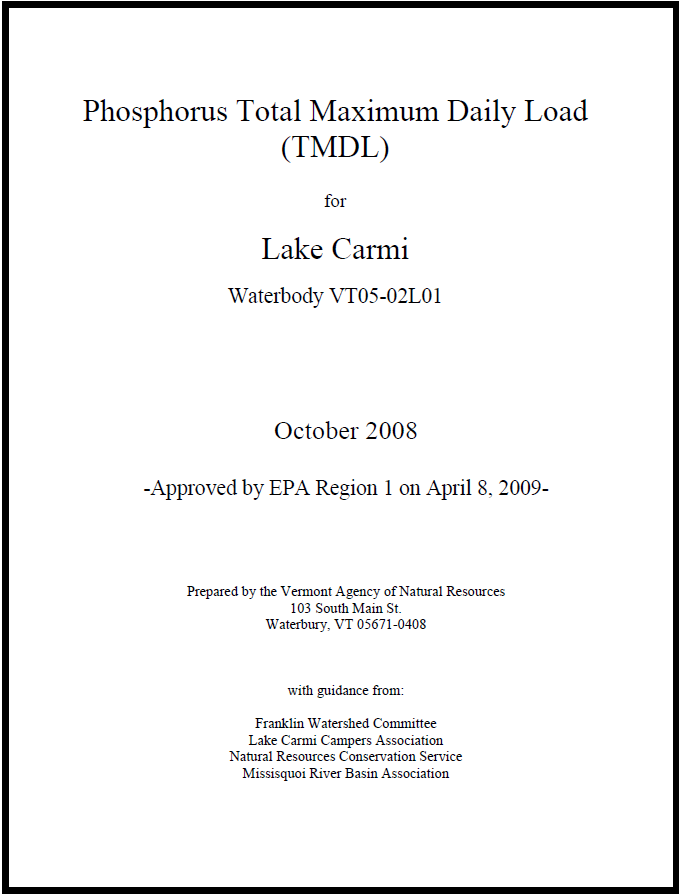 Phosphorus Total Maximum Daily Load
(TMDL)
for
Lake Carmi
Waterbody VT05-02L01
October 2008
-Approved by EPA Region 1 on April 8, 2009-
Prepared by the Vermont Agency of Natural Resources
103 South Main St.
Waterbury, VT 05671-0408
with guidance from:
Franklin Watershed Committee
Lake Carmi Campers Association
Natural Resources Conservation Service
Missisquoi River Basin Association